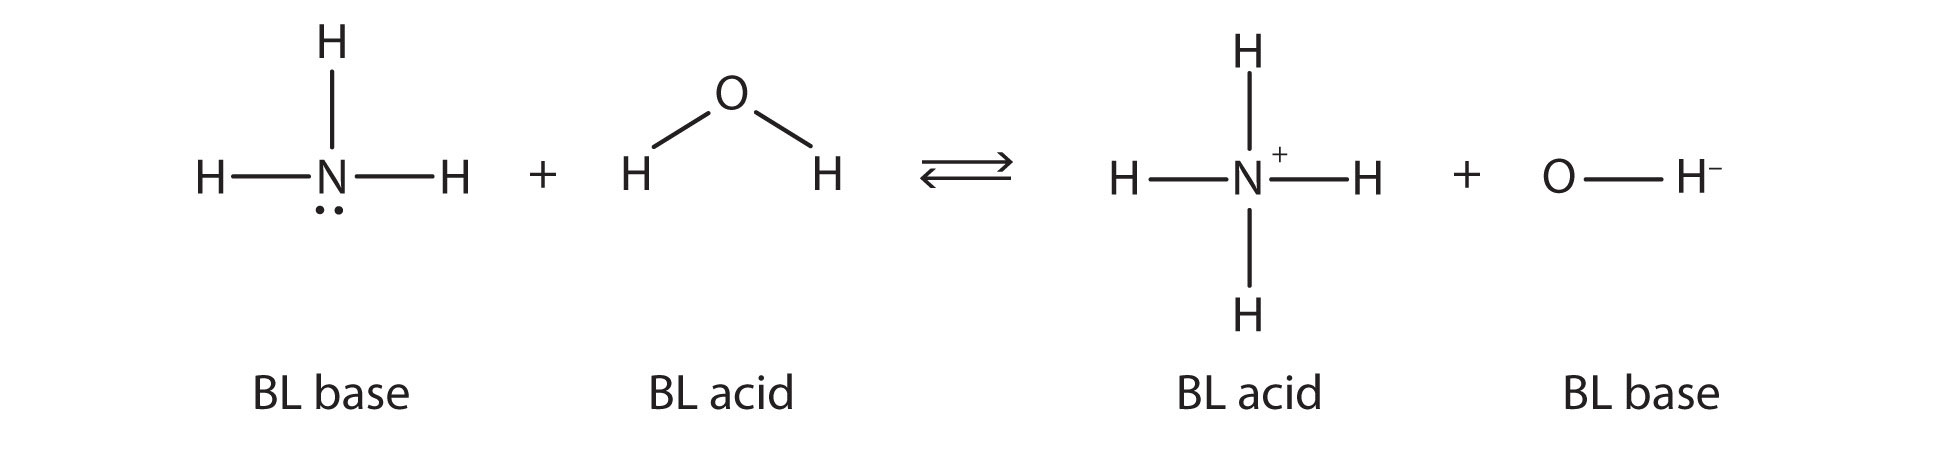 H H
O
H N H + H H ⇌ H N + H + O H −
H
BL base BL acid BL acid BL base